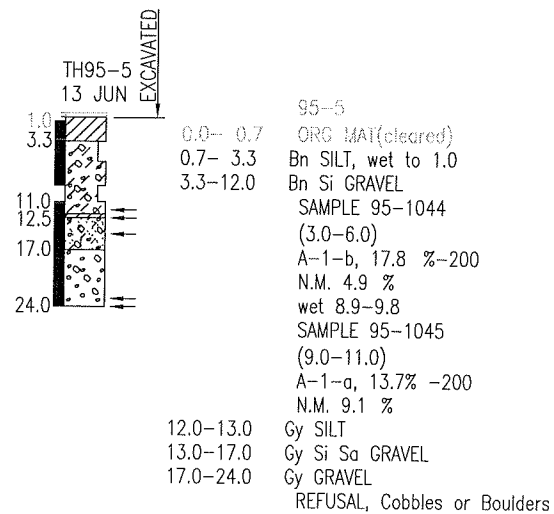 EXCAVATED
TH95-5
13 JUN
1.0
3.3
11.0
12.5
17.0
24.0
95-5
0.0- 0.7 ORG MAT(cleared)
0.7- 3.3 Bn SILT, wet to 1.0
3.3-12.0 Bn Si GRAVEL
SAMPLE 95-1044
(3.0-6.0)
A-1-b, 17.8 %-200
N.M. 4.9 %
wet 8.9-9.8
SAMPLE 95-1045
(9.0-11.0)
A-1-a, 13.7% -200
N.M. 9.1 %
12.0-13.0 Gy SILT
13.0-17.0 Gy Si Sa GRAVEL
17.0-24.0 Gy GRAVEL
REFUSAL, Cobbles or Boulders